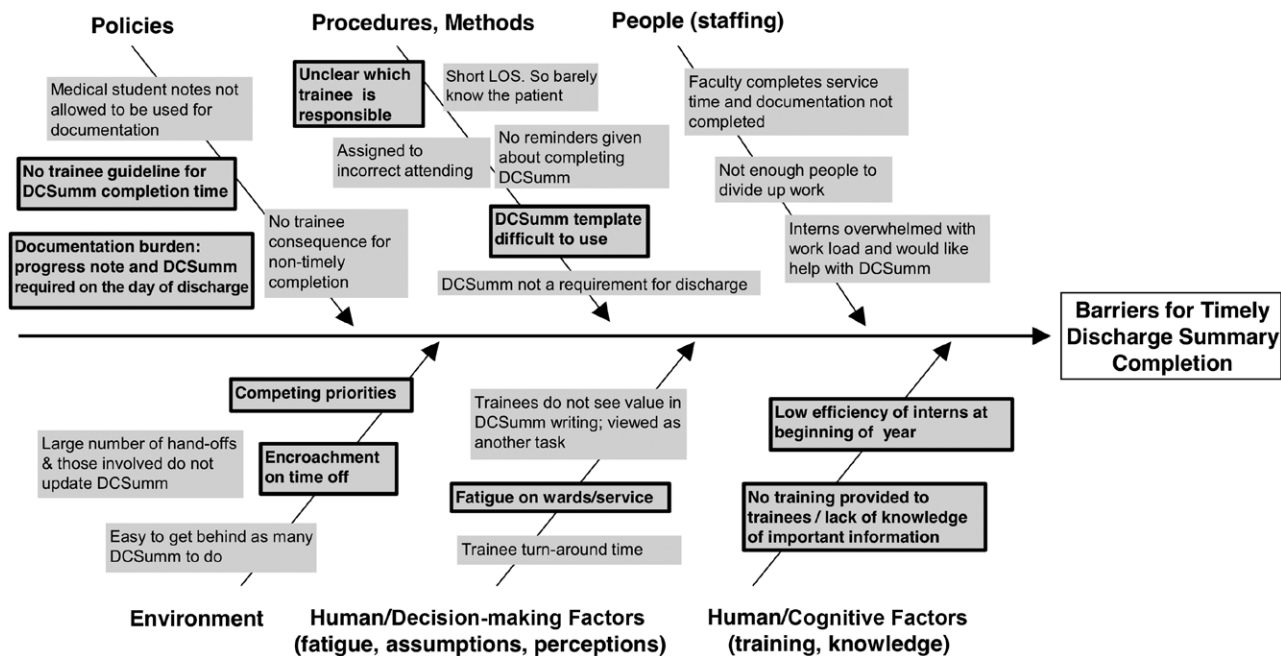 Policies
Medical student notes not
allowed to be used for
documentation
No trainee guideline for
DCSumm completion time
Documentation burden:
progress note and DCSumm
required on the day of discharge
No trainee
consequence for
non-timely
completion
Procedures, Methods
Unclear which
trainee is
responsible
Short LOS. So barely
know the patient
Assigned to
incorrect attending
No reminders given
about completing
DCSumm
DCSumm template
difficult to use
DCSumm not a requirement for discharge
People (staffing)
Faculty completes service
time and documentation not
completed
Not enough people to
divide up work
Interns overwhelmed with
work load and would like
help with DCSumm
Barriers for Timely
Discharge Summary
Completion
Competing priorities
Large number of hand-offs
& those involved do not
update DCSumm
Encroachment
on time off
Easy to get behind as many
DCSumm to do
Environment
Trainees do not see value in
DCSumm writing; viewed as
another task
Fatigue on wards/service
Trainee turn-around time
Human/Decision-making Factors
(fatigue, assumptions, perceptions)
Low efficiency of interns at
beginning of year
No training provided to
trainees / lack of knowledge
of important information
Human/Cognitive Factors
(training, knowledge)